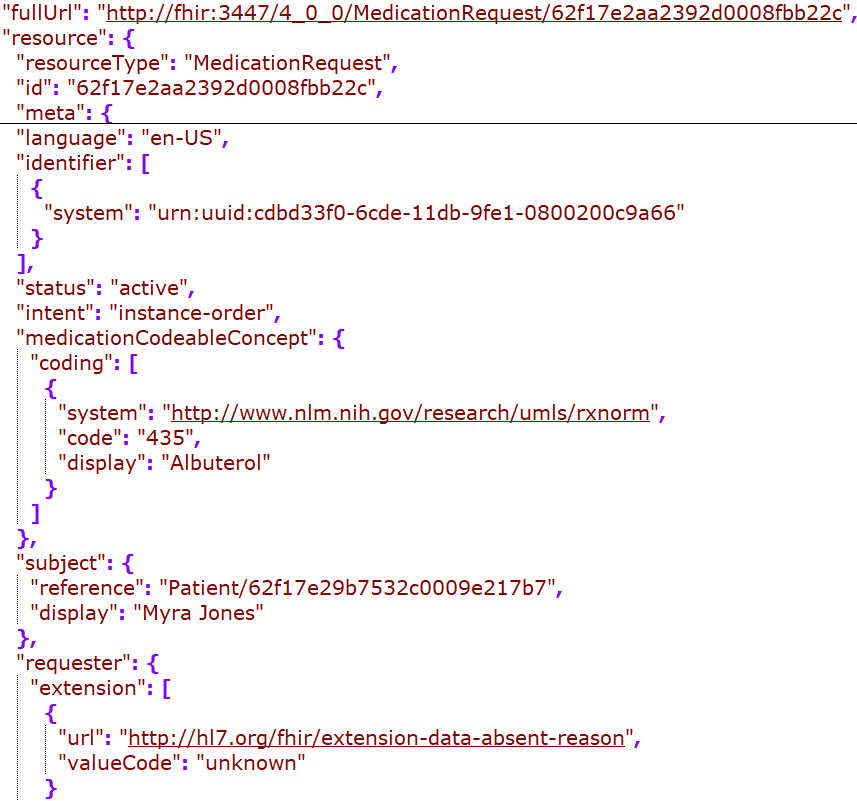 "fullUrl": "http://fhir:3447/4_0_0/MedicationRequest/62f17e2aa2392d0008fbb22c",
"resource": {
"resourceType": "MedicationRequest",
"id": "62f17e2aa2392d0008fbb22c",
"meta": {
"language": "en-US",
"identifier": [
{
"system": "urn:uuid:cdbd33f0-6cde-11db-9fe1-0800200c9a66"
}
],
"status": "active",
"intent": "instance-order",
"medicationCodeableConcept": {
"coding": [
{
"system": "http://www.nlm.nih.gov/research/umls/rxnorm",
"code": "435",
"display": "Albuterol"
}
]
},
"subject": {
"reference": "Patient/62f17e29b7532c0009e217b7",
"display": "Myra Jones"
},
"requester": {
"extension": [
{
"url": "http://hl7.org/fhir/extension-data-absent-reason",
"valueCode": "unknown"
}